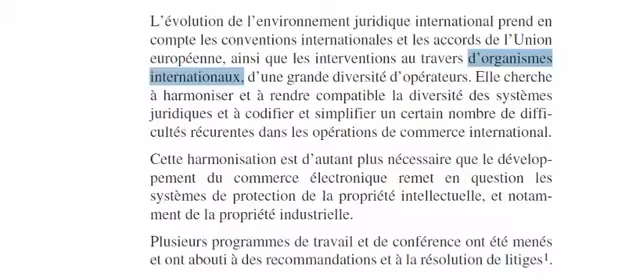 L'évolution de l'environnement juridique international prend en
compte les conventions internationales et les accords de l'Union
européenne, ainsi que les interventions au travers d'organismes
internationaux, d'une grande diversité d'opérateurs. Elle cherche
à harmoniser et à rendre compatible la diversité des systèmes
juridiques et à codifier et simplifier un certain nombre de diffi-
cultés récurentes dans les opérations de commerce international.
Cette harmonisation est d'autant plus nécessaire que le dévelop-
pement du commerce électronique remet en question les
systèmes de protection de la propriété intellectuelle, et notam-
ment de la propriété industrielle.
Plusieurs programmes de travail et de conférence ont été menés
et ont abouti à des recommandations et à la résolution de litiges¹.